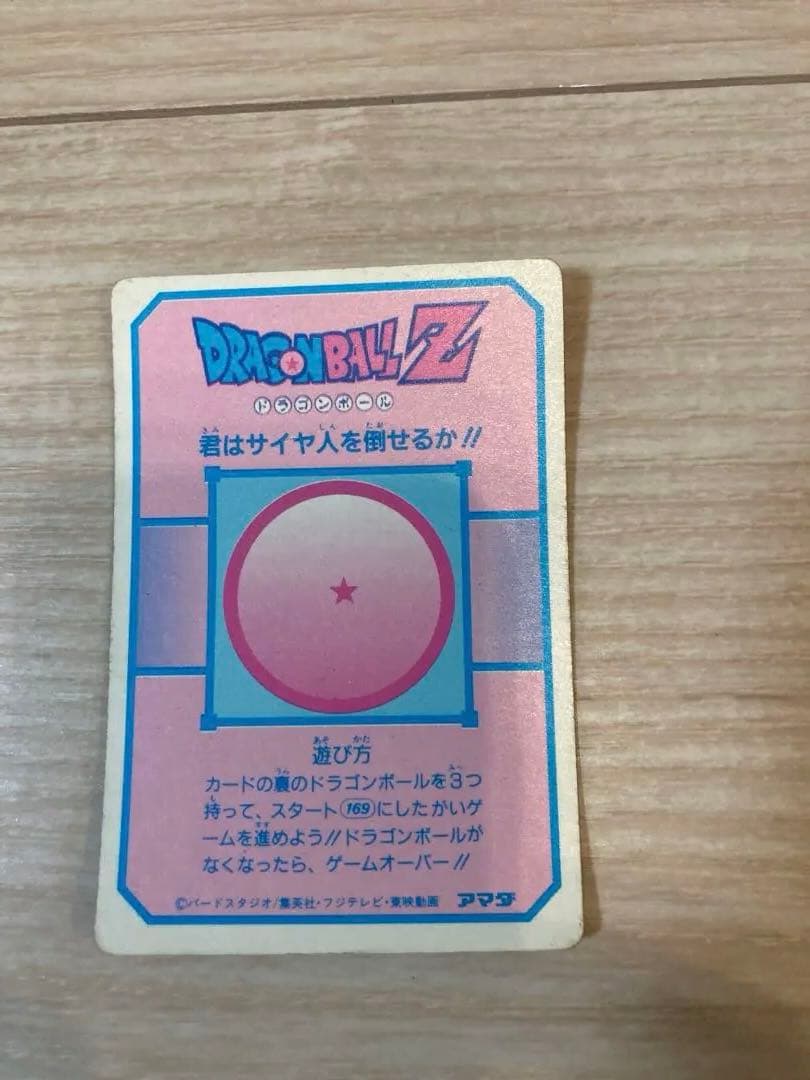 DRAGON BALL Z
ドラゴンボール
君はサイヤ人を倒せるか!!
遊び方
カードの裏のドラゴンボールを3つ
持って、スタート169にしたがいゲ
ームを進めよう!!ドラゴンボールが
なくなったら、ゲームオーバー!!
©バードスタジオ/集英社・フジテレビ・東映動画 アマダ